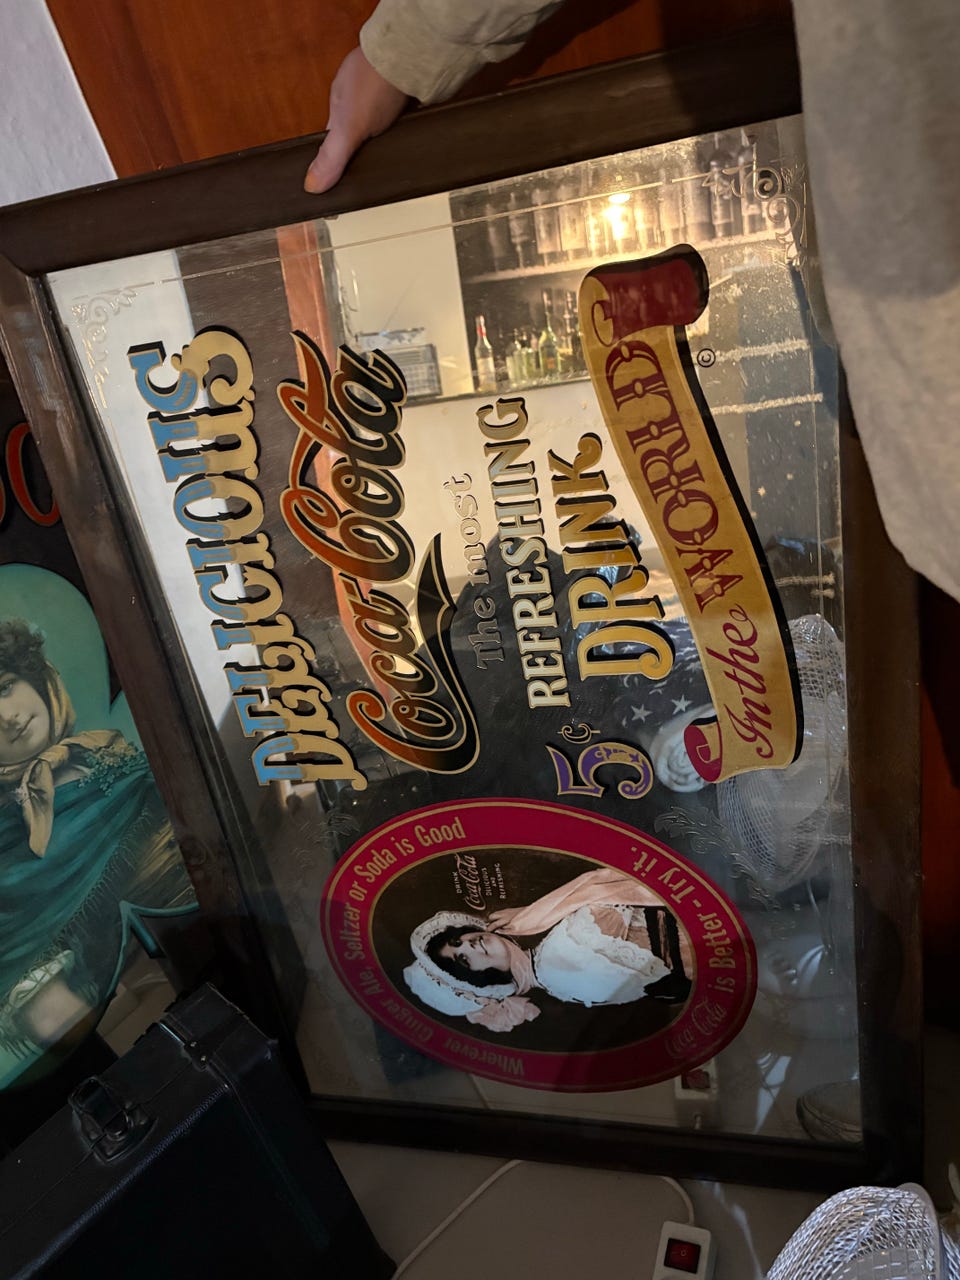 DELICIOUS
Coca-Cola
The most
REFRESHING
DRINK
In the WORLD
©
5¢
Wherever Ginger Ale, Seltzer or Soda is Good
Coca-Cola is Better - Try it.
DRINK
Coca-Cola
DELICIOUS
AND
REFRESHING